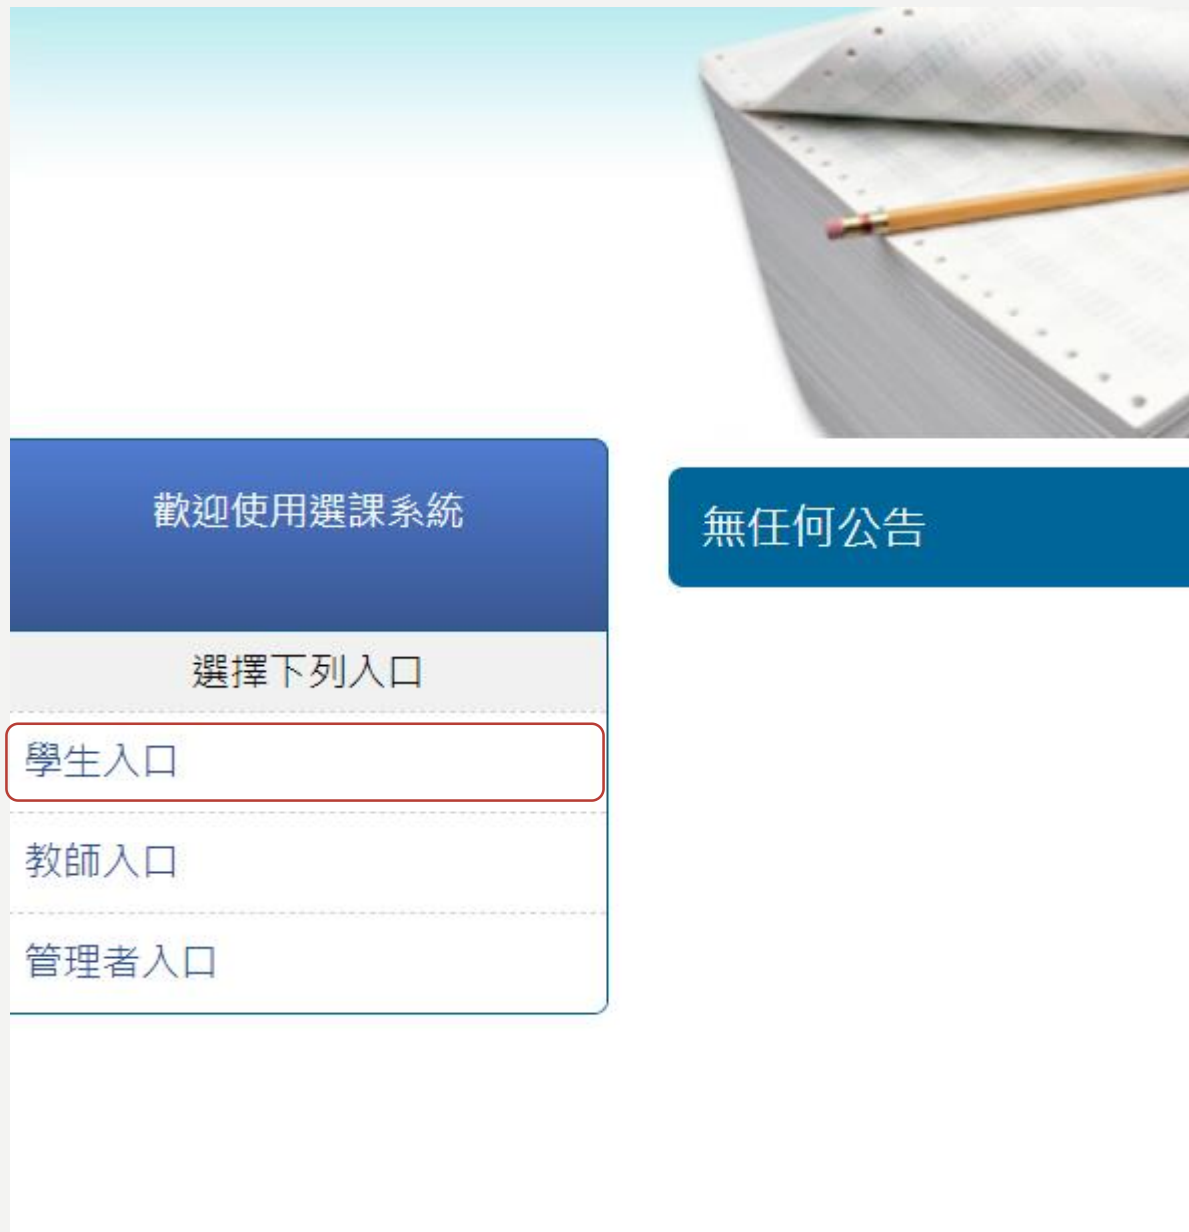 歡迎使用選課系統
無任何公告
選擇下列入口
學生入口
教師入口
管理者入口